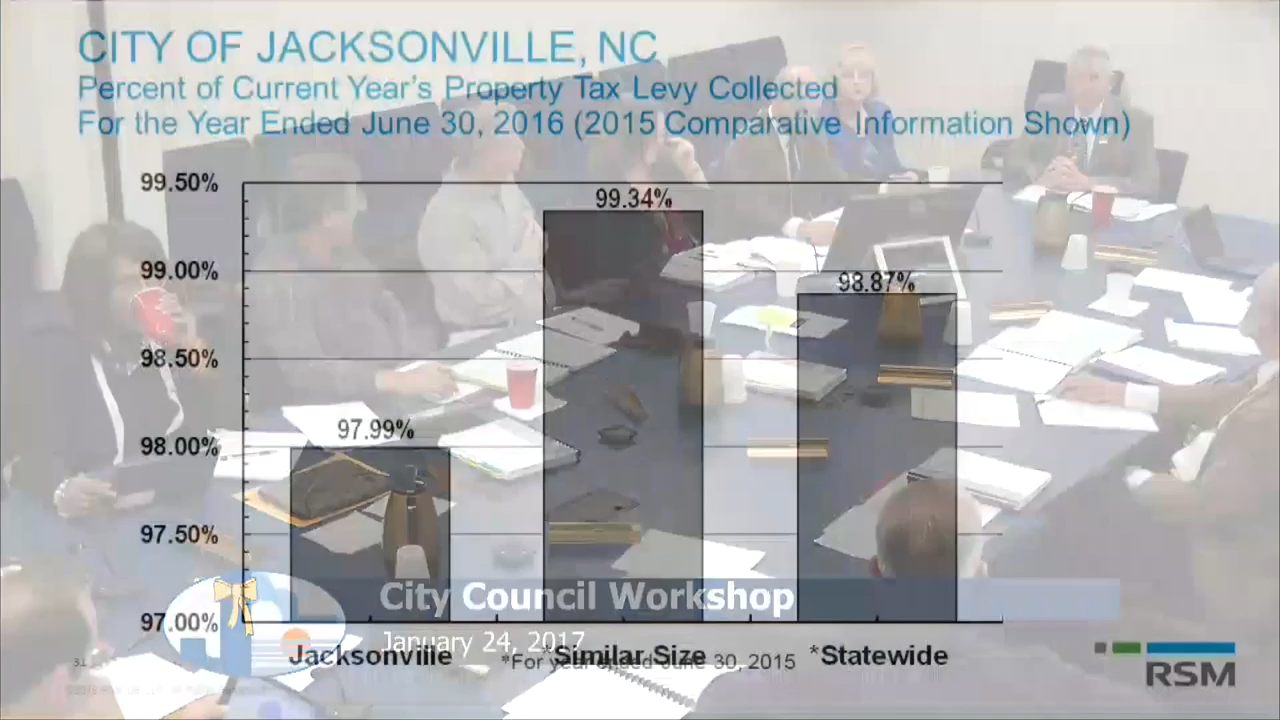 CITY OF JACKSONVILLE, NC
Percent of Current Year's Property Tax Levy Collected
For the Year Ended June 30, 2016 (2015 Comparative Information Shown)
99.50%
99.34%
99.00%
98.87%
98.50%
97.99%
98.00%
97.50%
City Council Workshop
97.00%
January 24, 2017
Jacksonville
*Similar Size
*Statewide
*For year ended June 30, 2015
31
RSM